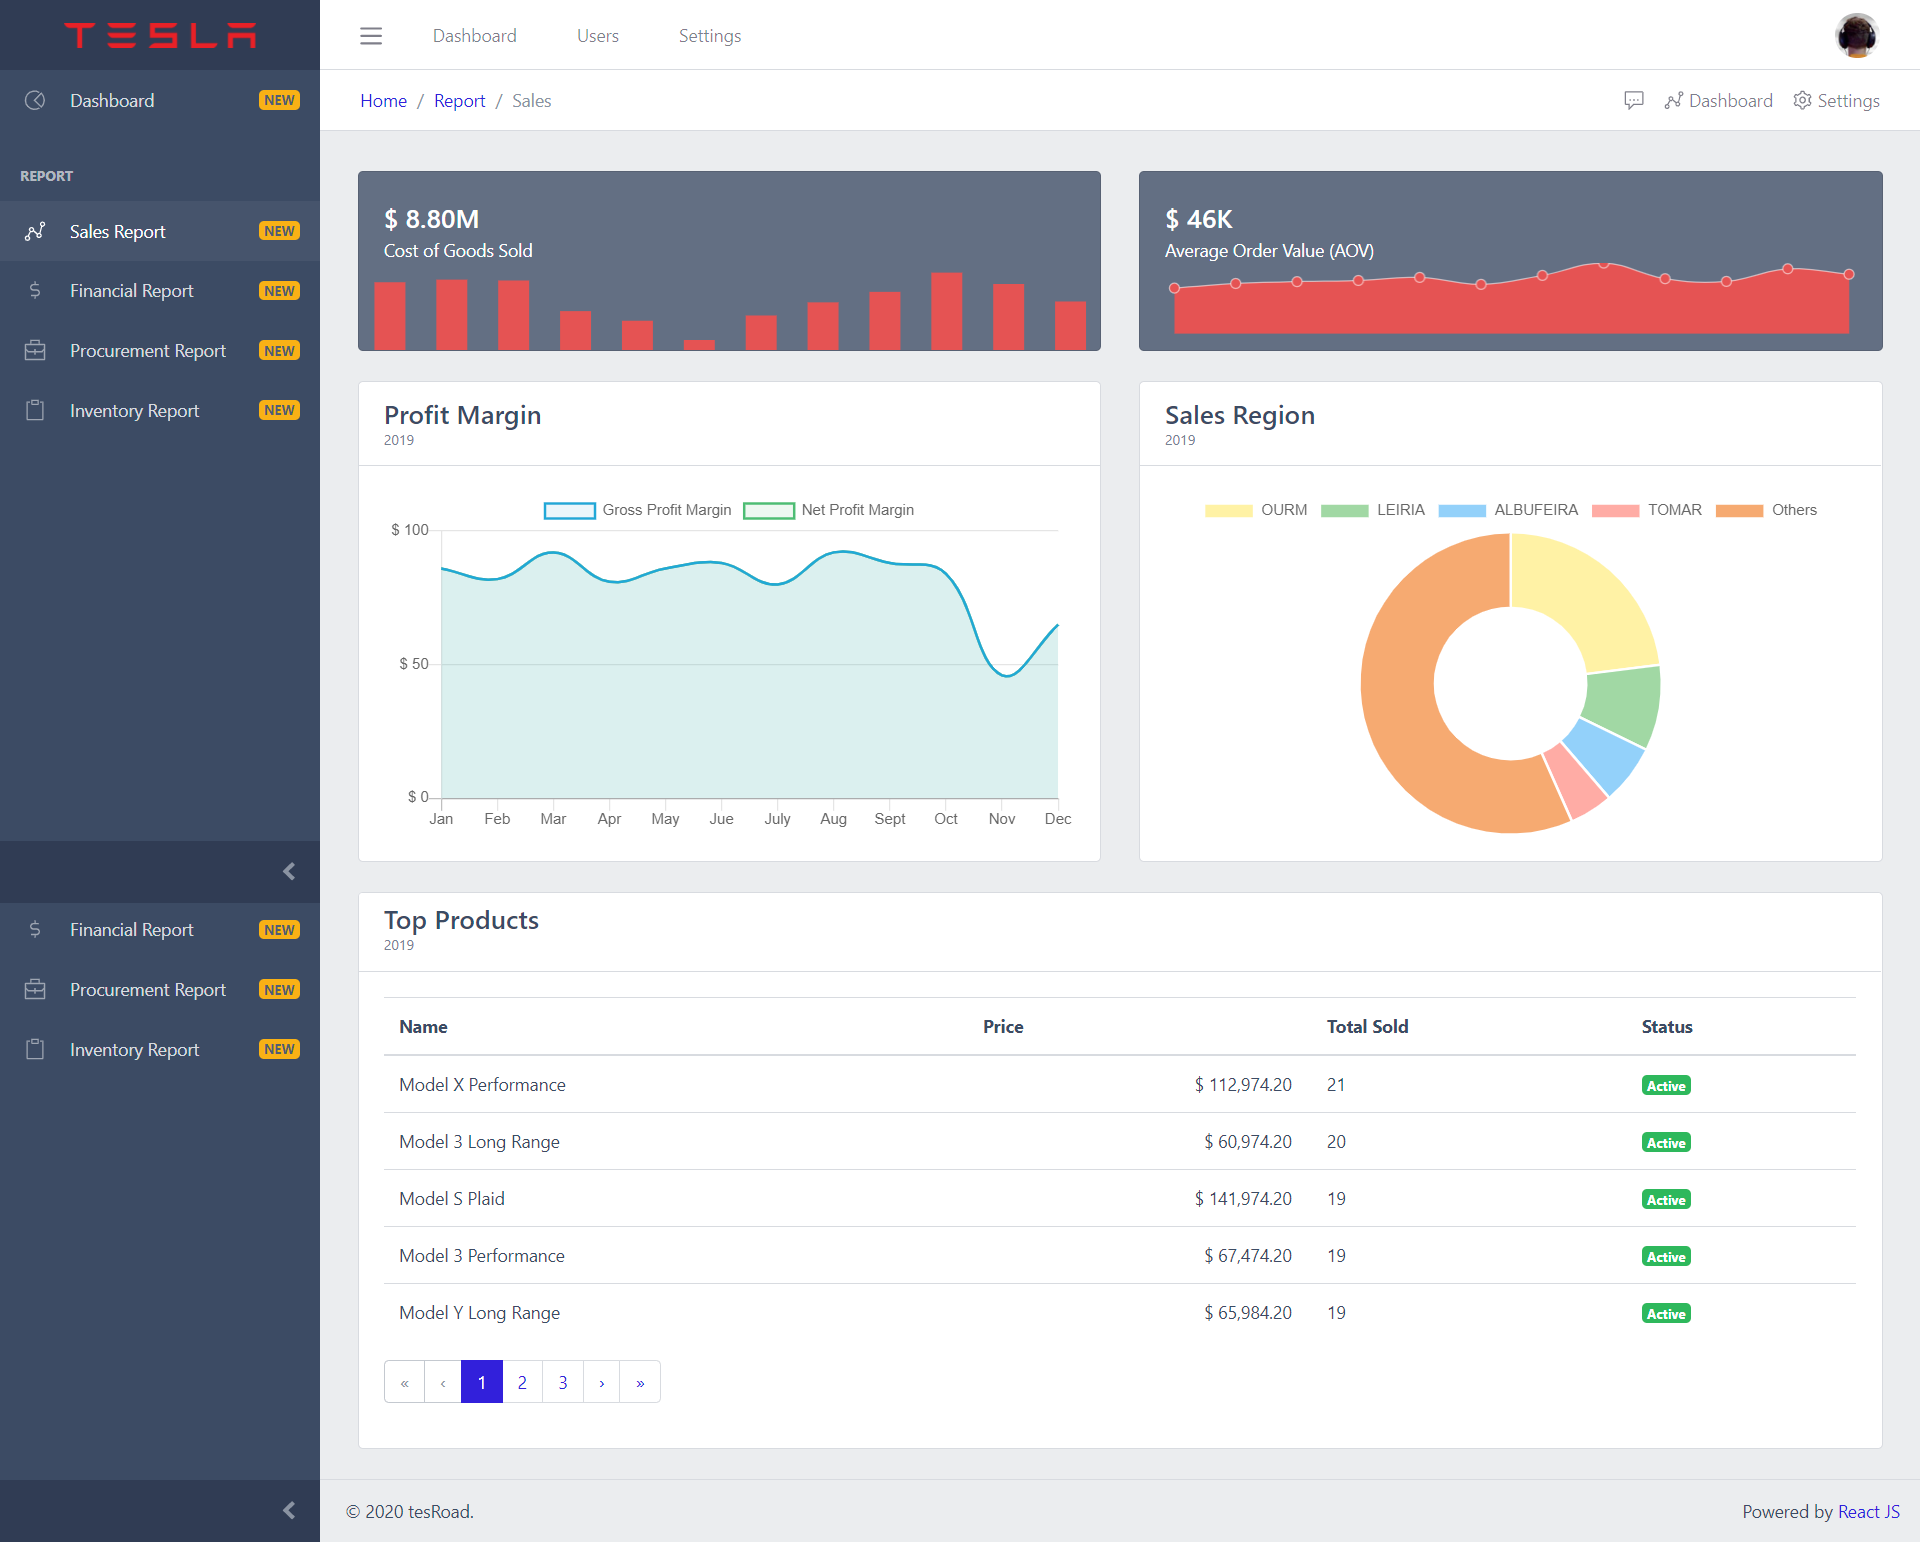 TESLA
Dashboard Users Settings
Dashboard NEW
Home / Report / Sales
Dashboard Settings
REPORT
Sales Report NEW
Financial Report NEW
Procurement Report NEW
Inventory Report NEW
$ 8.80M
Cost of Goods Sold
$ 46K
Average Order Value (AOV)
Profit Margin
2019
Gross Profit Margin Net Profit Margin
$ 100
$ 50
$ 0
Jan Feb Mar Apr May Jue July Aug Sept Oct Nov Dec
Sales Region
2019
OURM LEIRIA ALBUFEIRA TOMAR Others
Financial Report NEW
Procurement Report NEW
Inventory Report NEW
Top Products
2019
Name Price Total Sold Status
Model X Performance $ 112,974.20 21 Active
Model 3 Long Range $ 60,974.20 20 Active
Model S Plaid $ 141,974.20 19 Active
Model 3 Performance $ 67,474.20 19 Active
Model Y Long Range $ 65,984.20 19 Active
« ‹ 1 2 3 › »
© 2020 tesRoad.
Powered by React JS